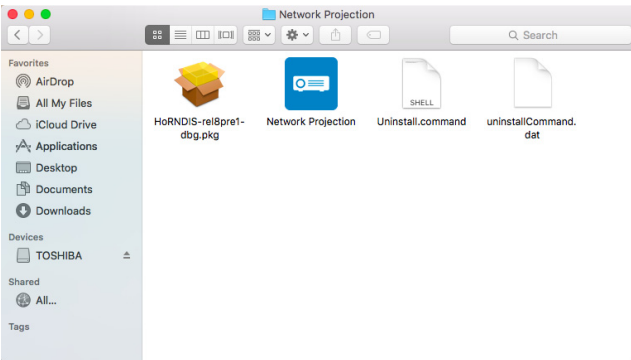 Network Projection
Search
Favorites
AirDrop
All My Files
iCloud Drive
Applications
Desktop
Documents
Downloads
Devices
TOSHIBA
Shared
All...
Tags
HoRNDIS-rel8pre1-
dbg.pkg
Network Projection
SHELL
Uninstall.command
uninstallCommand.
dat